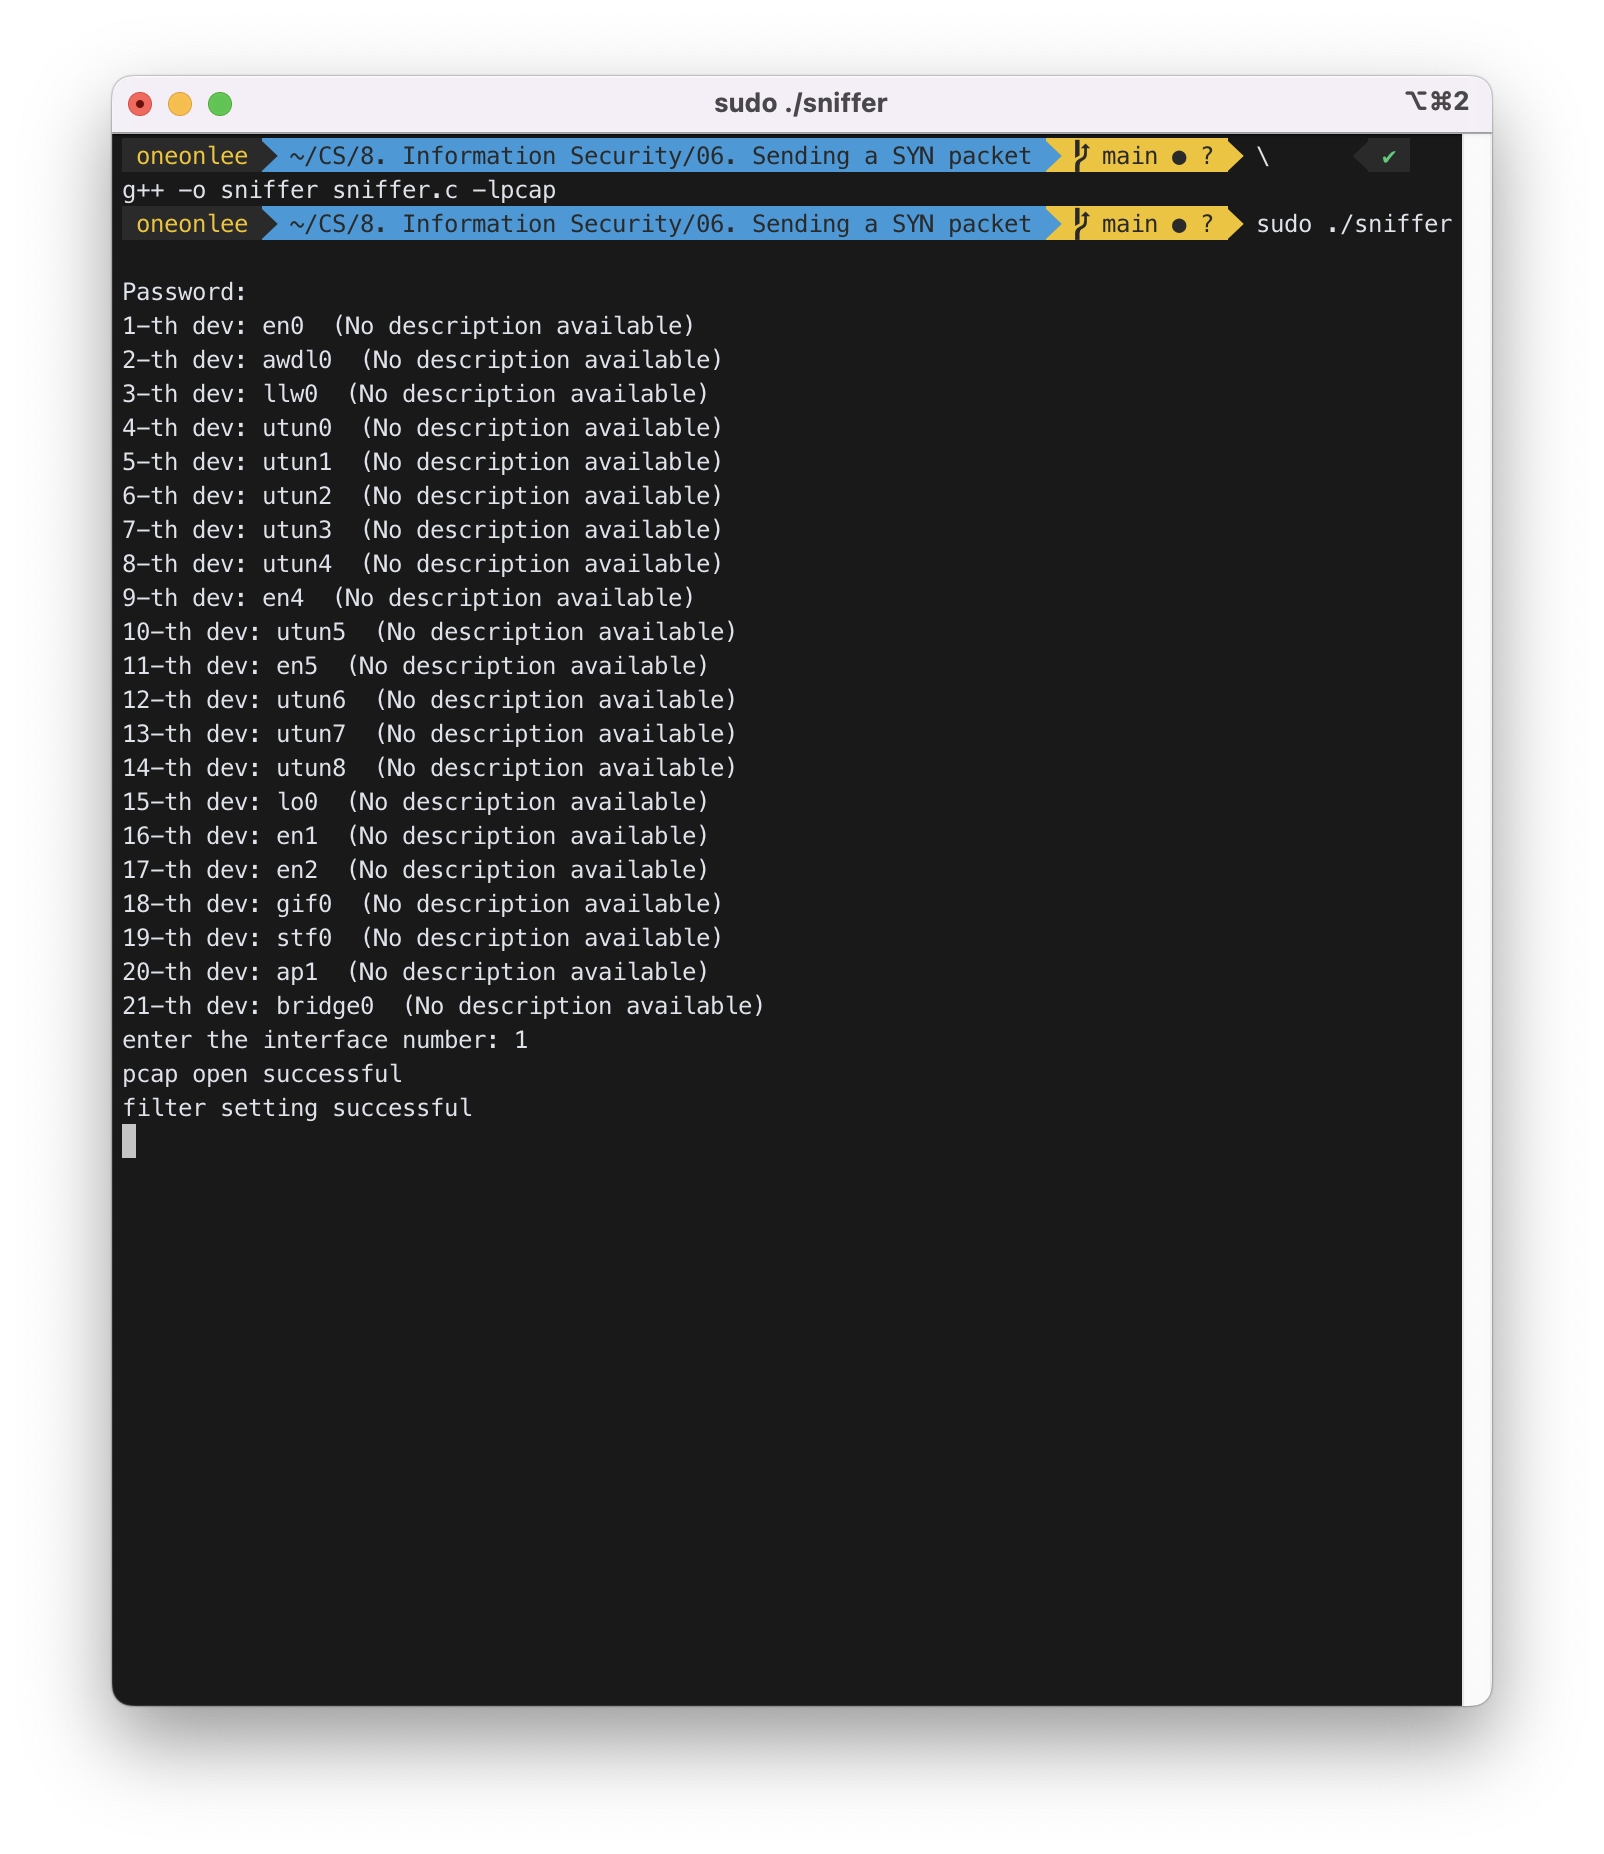 sudo ./sniffer ⌥⌘2
oneonlee ~/CS/8. Information Security/06. Sending a SYN packet main ● ? \ ✔
g++ -o sniffer sniffer.c -lpcap
oneonlee ~/CS/8. Information Security/06. Sending a SYN packet main ● ? sudo ./sniffer
Password:
1-th dev: en0  (No description available)
2-th dev: awdl0  (No description available)
3-th dev: llw0  (No description available)
4-th dev: utun0  (No description available)
5-th dev: utun1  (No description available)
6-th dev: utun2  (No description available)
7-th dev: utun3  (No description available)
8-th dev: utun4  (No description available)
9-th dev: en4  (No description available)
10-th dev: utun5  (No description available)
11-th dev: en5  (No description available)
12-th dev: utun6  (No description available)
13-th dev: utun7  (No description available)
14-th dev: utun8  (No description available)
15-th dev: lo0  (No description available)
16-th dev: en1  (No description available)
17-th dev: en2  (No description available)
18-th dev: gif0  (No description available)
19-th dev: stf0  (No description available)
20-th dev: ap1  (No description available)
21-th dev: bridge0  (No description available)
enter the interface number: 1
pcap open successful
filter setting successful